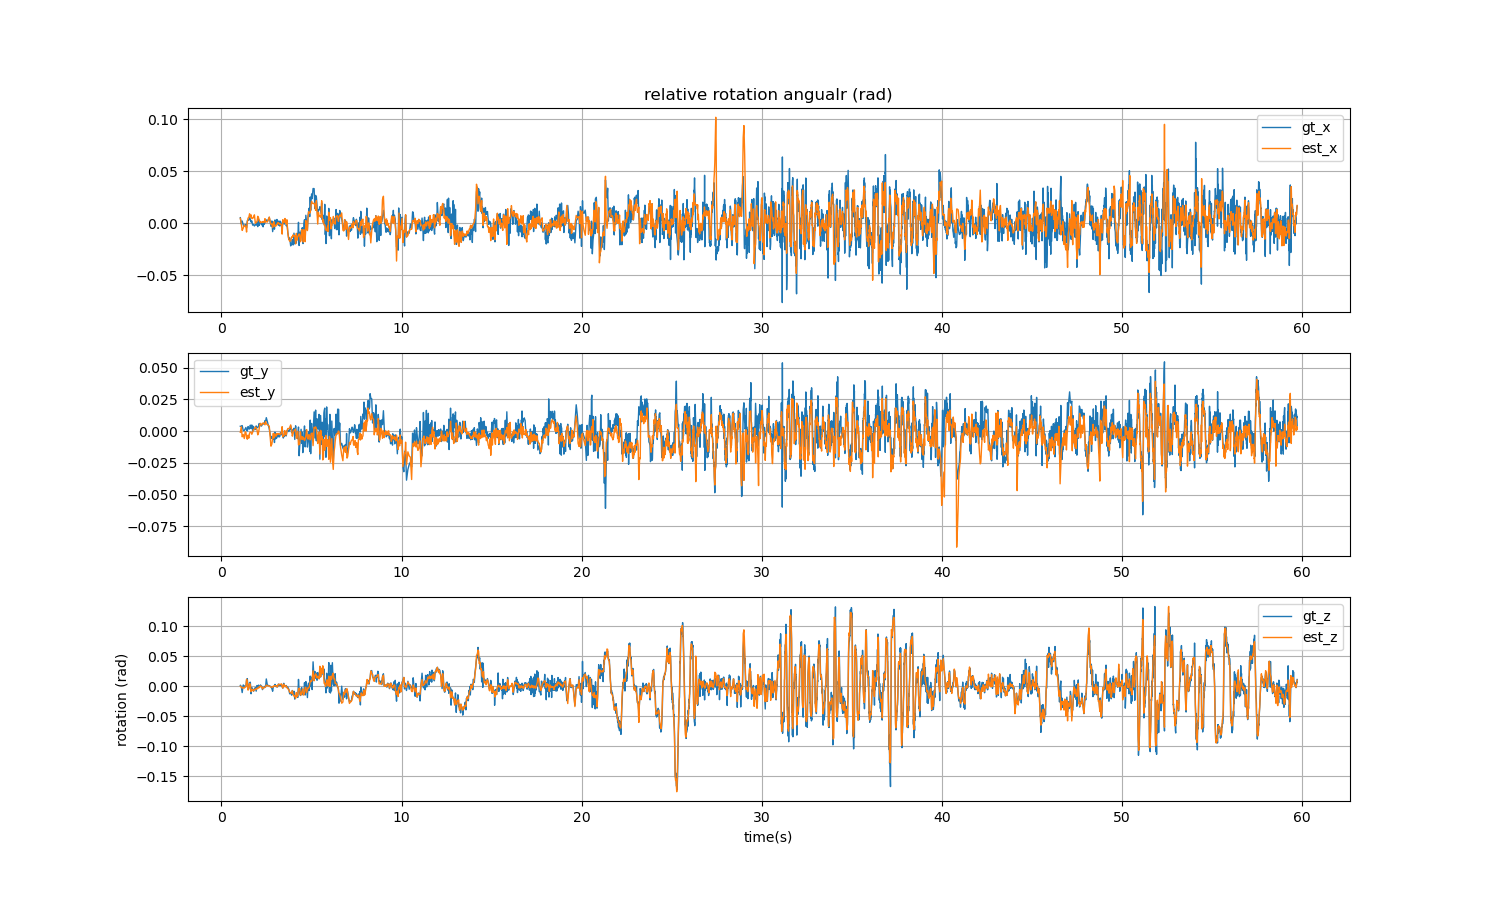 relative rotation angualr (rad)
0.10
0.05
0.00
−0.05
gt_x
est_x
0 10 20 30 40 50 60
0.050
0.025
0.000
−0.025
−0.050
−0.075
gt_y
est_y
0 10 20 30 40 50 60
rotation (rad)
0.10
0.05
0.00
−0.05
−0.10
−0.15
gt_z
est_z
0 10 20 30 40 50 60
time(s)